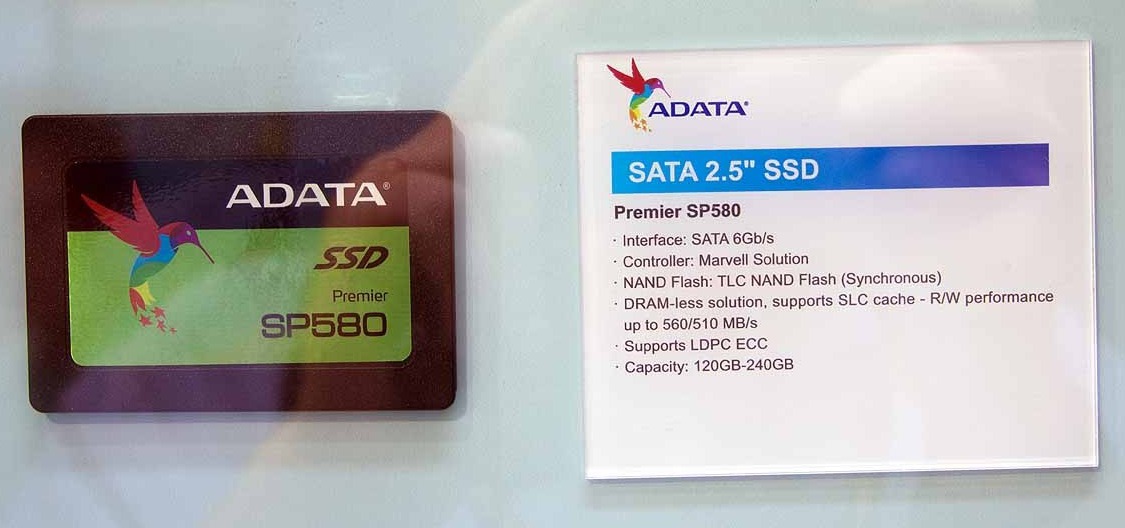 ADATA®
SSD
Premier
SP580
ADATA®
SATA 2.5" SSD
Premier SP580
· Interface: SATA 6Gb/s
· Controller: Marvell Solution
· NAND Flash: TLC NAND Flash (Synchronous)
· DRAM-less solution, supports SLC cache - R/W performance
up to 560/510 MB/s
· Supports LDPC ECC
· Capacity: 120GB-240GB